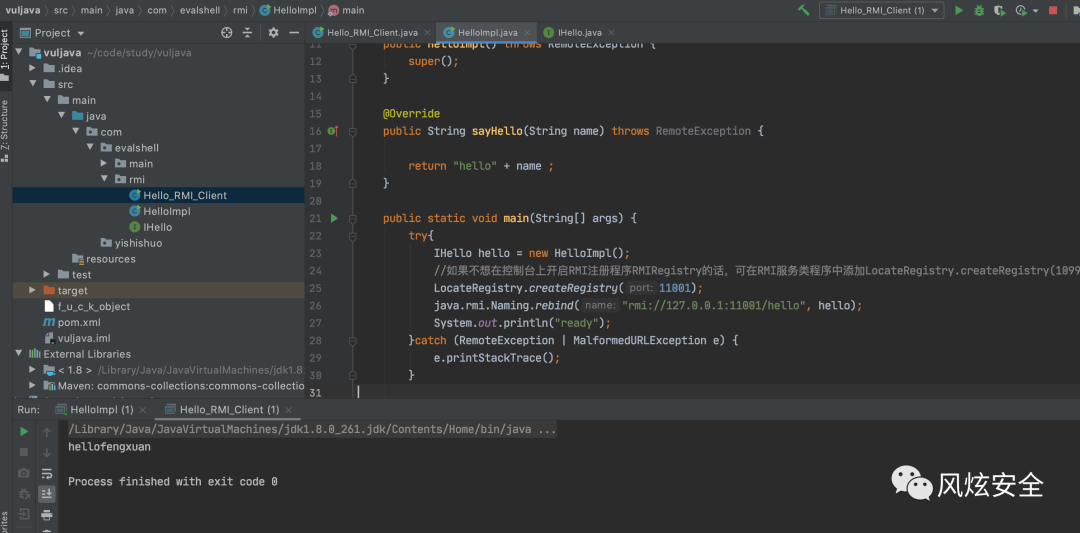 vuljava › src › main › java › com › evalshell › rmi › HelloImpl › main
Hello_RMI_Client (1)
1: Project
Z: Structure
Project
Hello_RMI_Client.java
HelloImpl.java
IHello.java
vuljava ~/code/study/vuljava
.idea
src
main
java
com
evalshell
main
rmi
Hello_RMI_Client
HelloImpl
IHello
yishishuo
resources
test
target
f_u_c_k_object
pom.xml
vuljava.iml
External Libraries
< 1.8 > /Library/Java/JavaVirtualMachines/jdk1.8.
Maven: commons-collections:commons-collectio
11 public HelloImpl() throws RemoteException {
12 super();
13 }
14
15 @Override
16 public String sayHello(String name) throws RemoteException {
17
18 return "hello" + name ;
19 }
20
21 public static void main(String[] args) {
22 try{
23 IHello hello = new HelloImpl();
24 //如果不想在控制台上开启RMI注册程序RMIRegistry的话，可在RMI服务类程序中添加LocateRegistry.createRegistry(1099
25 LocateRegistry.createRegistry( port: 11001);
26 java.rmi.Naming.rebind( name: "rmi://127.0.0.1:11001/hello", hello);
27 System.out.println("ready");
28 }catch (RemoteException | MalformedURLException e) {
29 e.printStackTrace();
30 }
31
Run: HelloImpl (1) Hello_RMI_Client (1)
/Library/Java/JavaVirtualMachines/jdk1.8.0_261.jdk/Contents/Home/bin/java ...
hellofengxuan
Process finished with exit code 0
风炫安全